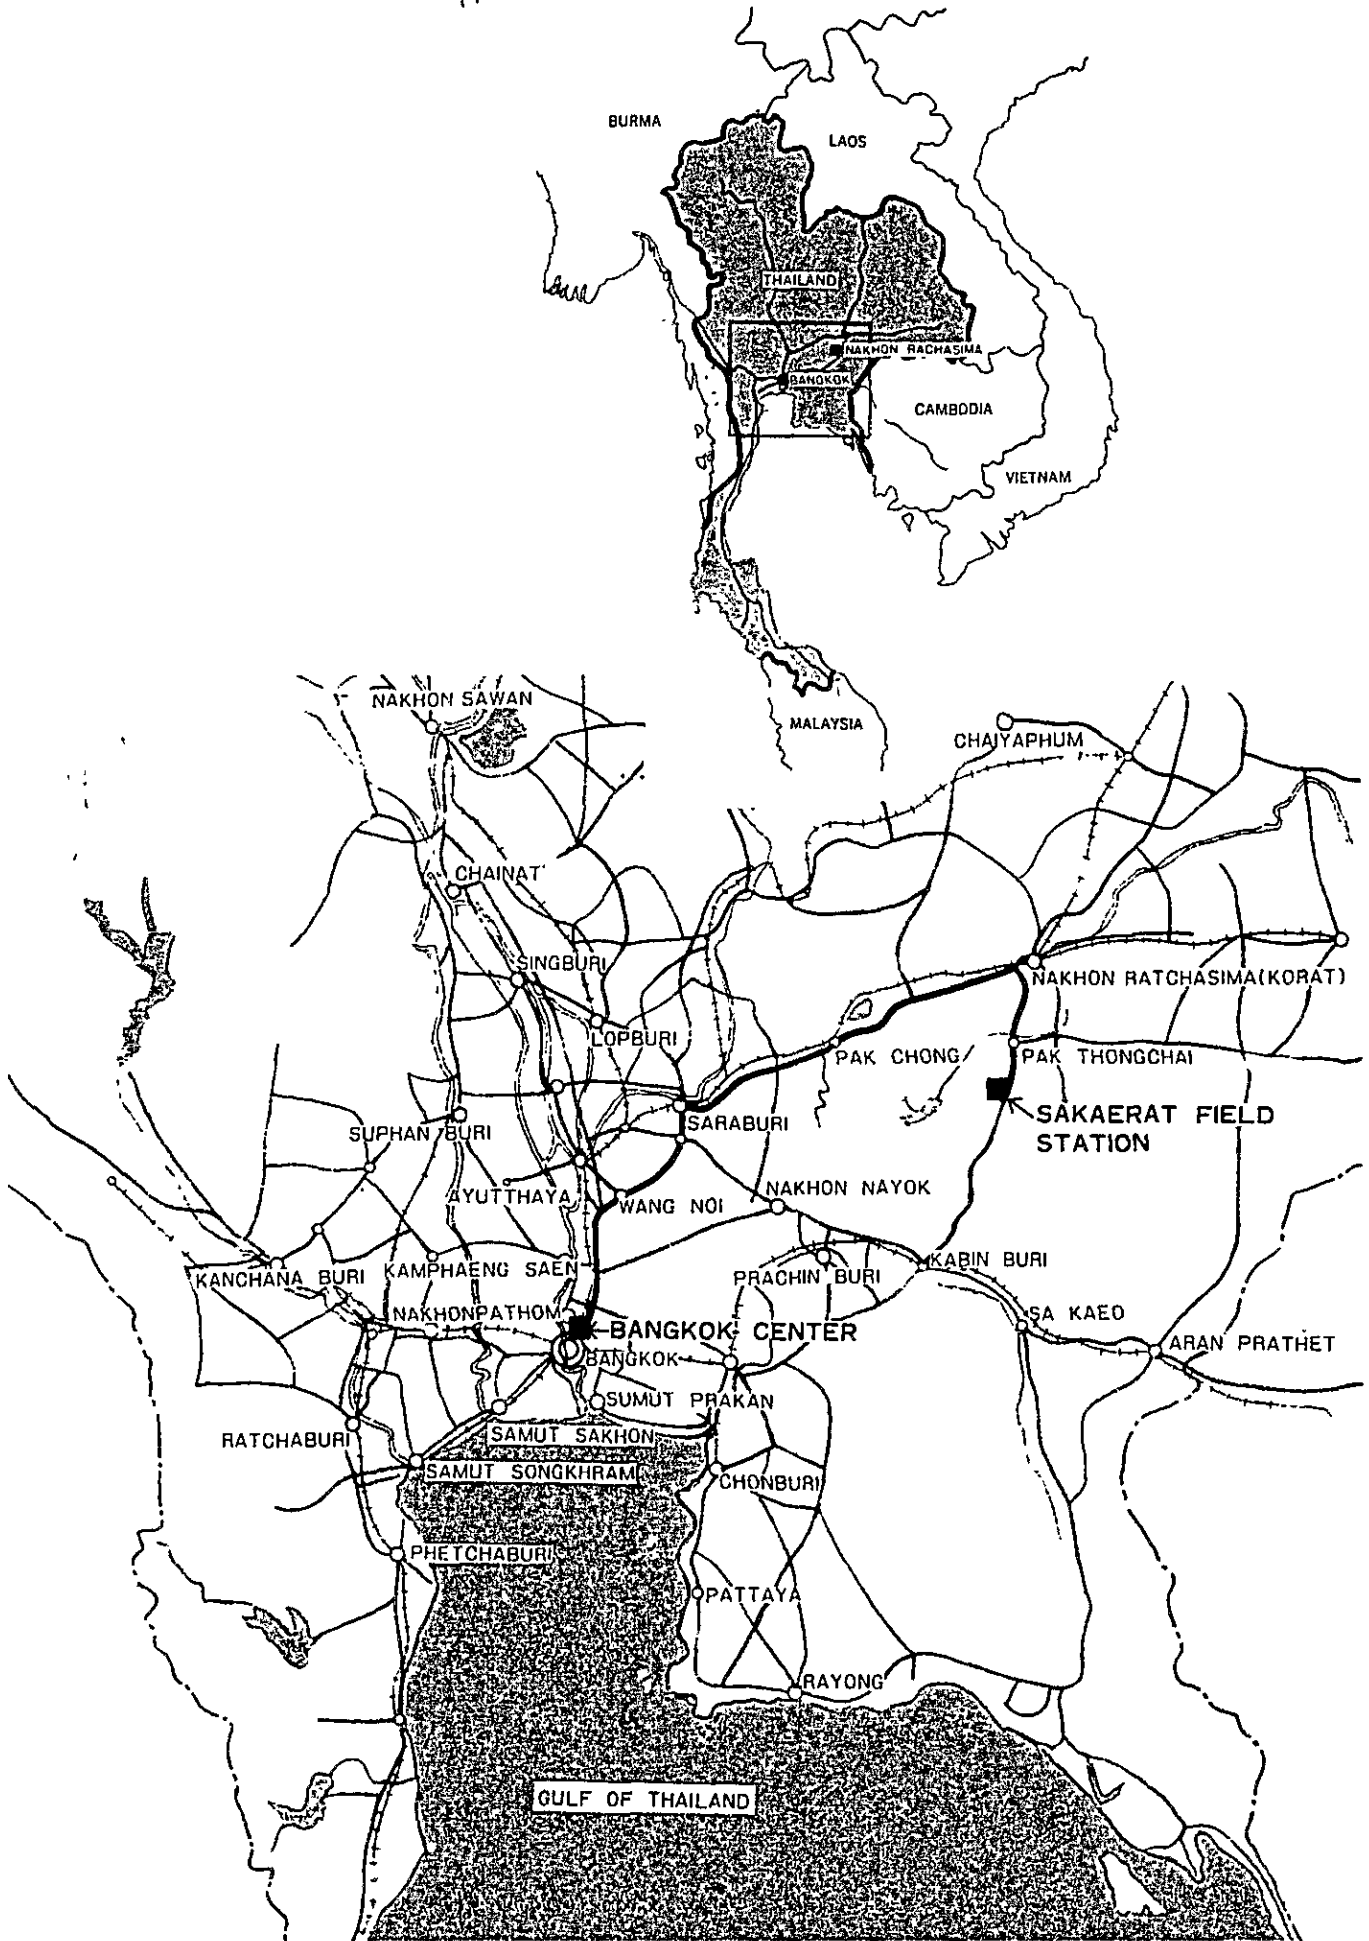 BURMA
LAOS
THAILAND
NAKHON RACHASIMA
BANGKOK
CAMBODIA
VIETNAM
MALAYSIA
NAKHON SAWAN
CHAIYAPHUM
CHAINAT
SINGBURI
NAKHON RATCHASIMA(KORAT)
LOPBURI
PAK CHONG
PAK THONGCHAI
SARABURI
SAKAERAT FIELD
STATION
SUPHAN BURI
AYUTTHAYA
WANG NOI
NAKHON NAYOK
KANCHANA BURI
KAMPHAENG SAEN
PRACHIN BURI
KABIN BURI
NAKHONPATHOM
BANGKOK CENTER
SA KAEO
ARAN PRATHET
BANGKOK
SUMUT PRAKAN
RATCHABURI
SAMUT SAKHON
SAMUT SONGKHRAM
CHONBURI
PHETCHABURI
PATTAYA
RAYONG
GULF OF THAILAND